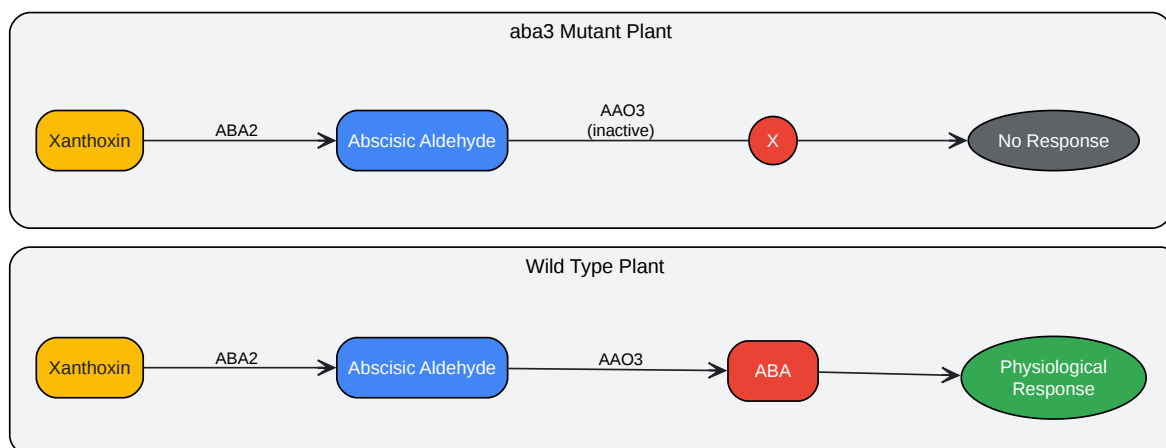 aba3 Mutant Plant
Xanthoxin
ABA2
Abscisic Aldehyde
AAO3
(inactive)
X
No Response
Wild Type Plant
Xanthoxin
ABA2
Abscisic Aldehyde
AAO3
ABA
Physiological
Response